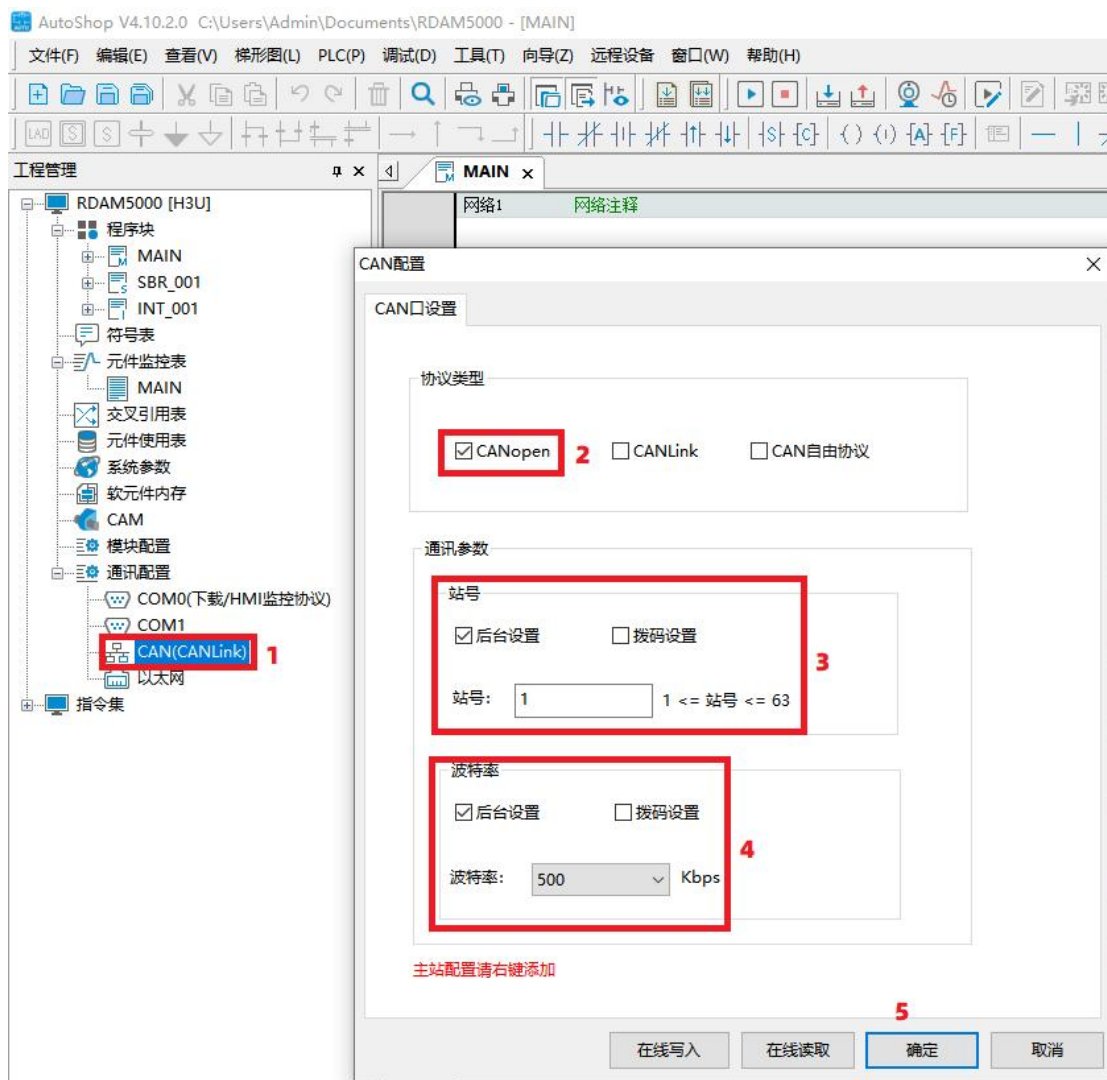 AutoShop V4.10.2.0 C:\Users\Admin\Documents\RDAM5000 - [MAIN]
文件(F) 编辑(E) 查看(V) 梯形图(L) PLC(P) 调试(D) 工具(T) 向导(Z) 远程设备 窗口(W) 帮助(H)
工程管理
MAIN
RDAM5000 [H3U]
网络1 网络注释
程序块
MAIN
SBR_001
INT_001
符号表
元件监控表
MAIN
交叉引用表
元件使用表
系统参数
软元件内存
CAM
模块配置
通讯配置
COM0(下载/HMI监控协议)
COM1
CAN(CANLink) 1
以太网
指令集
CAN配置
CAN口设置
协议类型
CANopen 2 CANLink CAN自由协议
通讯参数
站号
后台设置 拨码设置
3
站号: 1 1 <= 站号 <= 63
波特率
后台设置 拨码设置
4
波特率: 500 Kbps
主站配置请右键添加
5
在线写入 在线读取 确定 取消